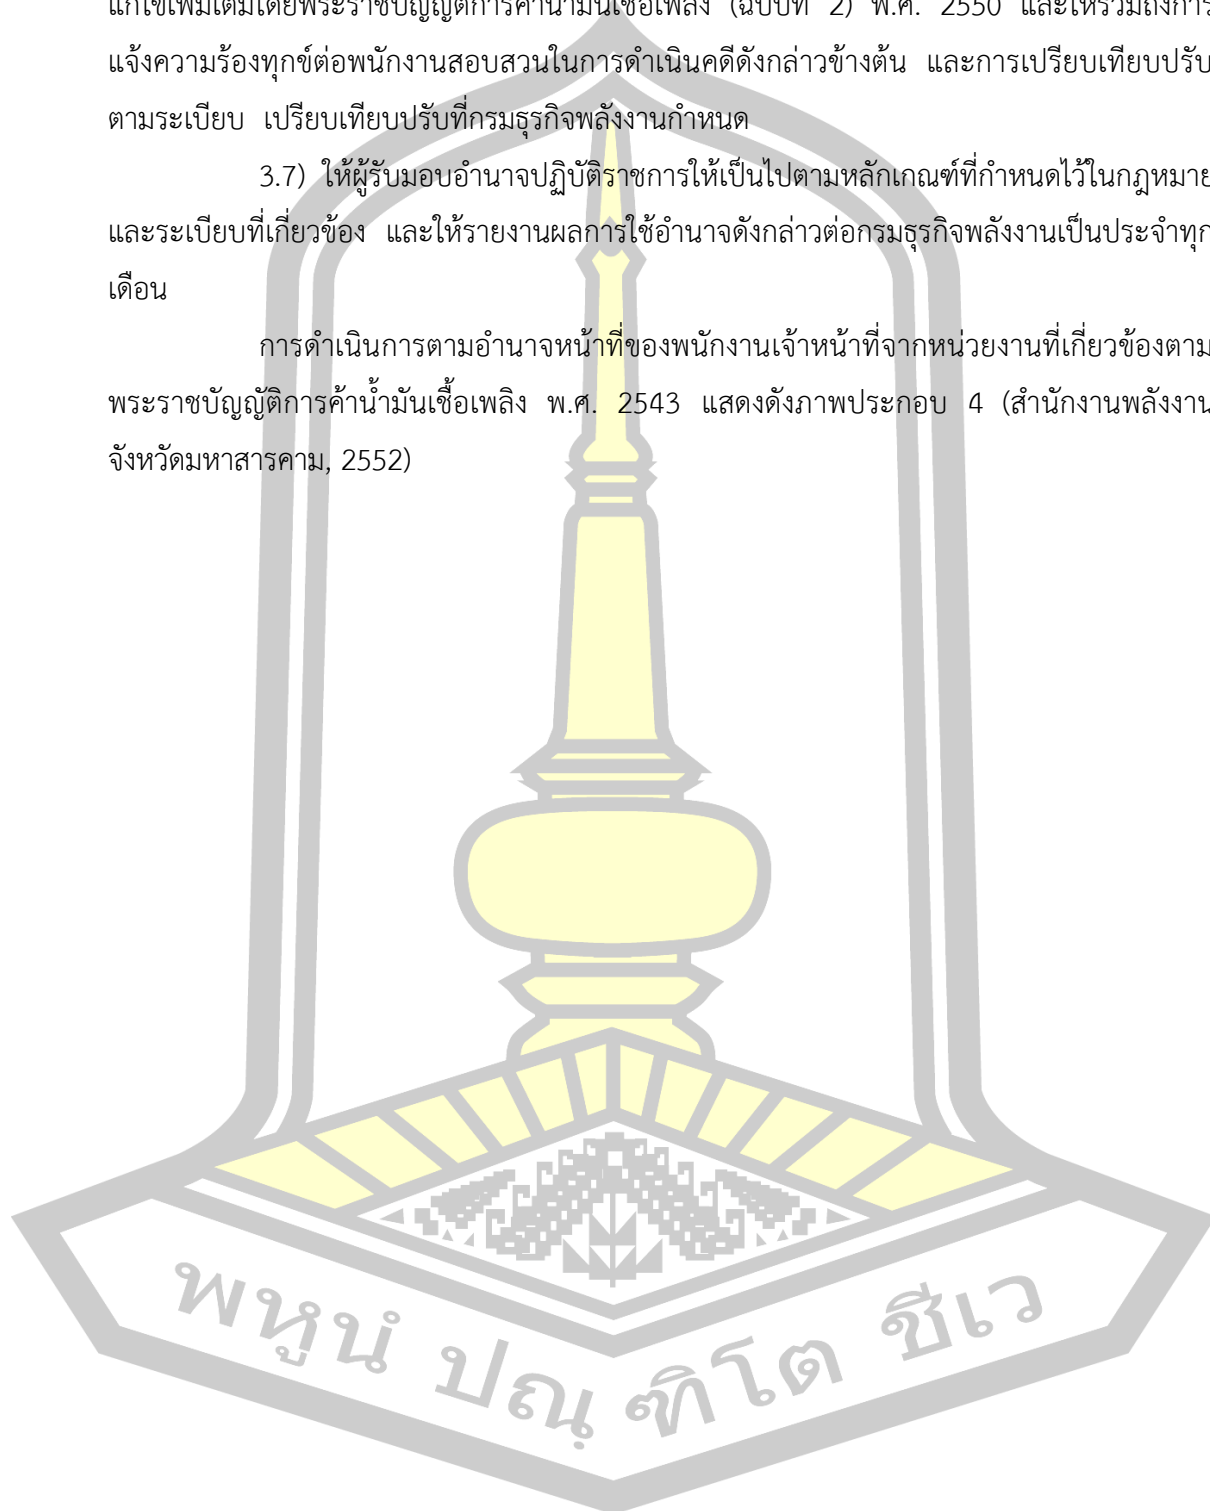 แก้ไขเพิ่มเติมโดยพระราชบัญญัติการค้าน้ำมันเชื้อเพลิง (ฉบับที่ 2) พ.ศ. 2550 และให้รวมถึงการ
แจ้งความร้องทุกข์ต่อพนักงานสอบสวนในการดำเนินคดีดังกล่าวข้างต้น และการเปรียบเทียบปรับ
ตามระเบียบ เปรียบเทียบปรับที่กรมธุรกิจพลังงานกำหนด
3.7) ให้ผู้รับมอบอำนาจปฏิบัติราชการให้เป็นไปตามหลักเกณฑ์ที่กำหนดไว้ในกฎหมาย
และระเบียบที่เกี่ยวข้อง และให้รายงานผลการใช้อำนาจดังกล่าวต่อกรมธุรกิจพลังงานเป็นประจำทุก
เดือน
การดำเนินการตามอำนาจหน้าที่ของพนักงานเจ้าหน้าที่จากหน่วยงานที่เกี่ยวข้องตาม
พระราชบัญญัติการค้าน้ำมันเชื้อเพลิง พ.ศ. 2543 แสดงดังภาพประกอบ 4 (สำนักงานพลังงาน
จังหวัดมหาสารคาม, 2552)
พหูนํ ปณฺฑิโต ชีเว